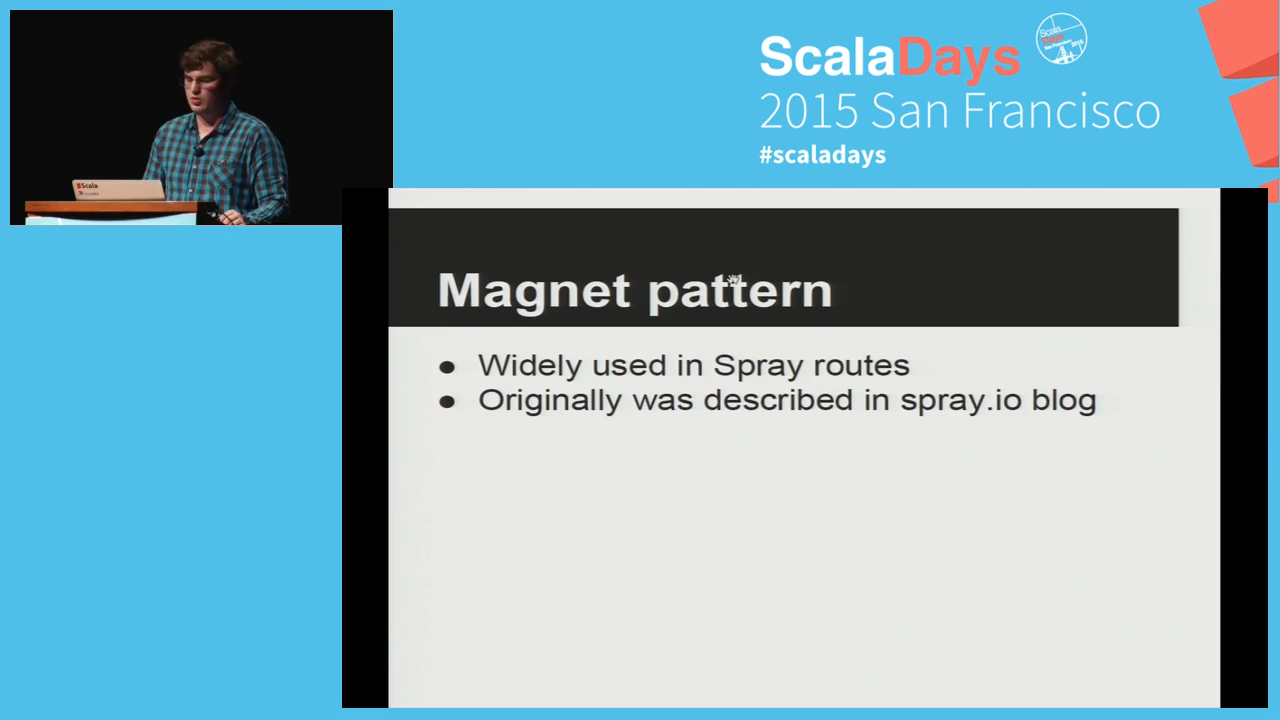 ScalaDays
2015 San Francisco
#scaladays
Scala
Magnet pattern
● Widely used in Spray routes
● Originally was described in spray.io blog